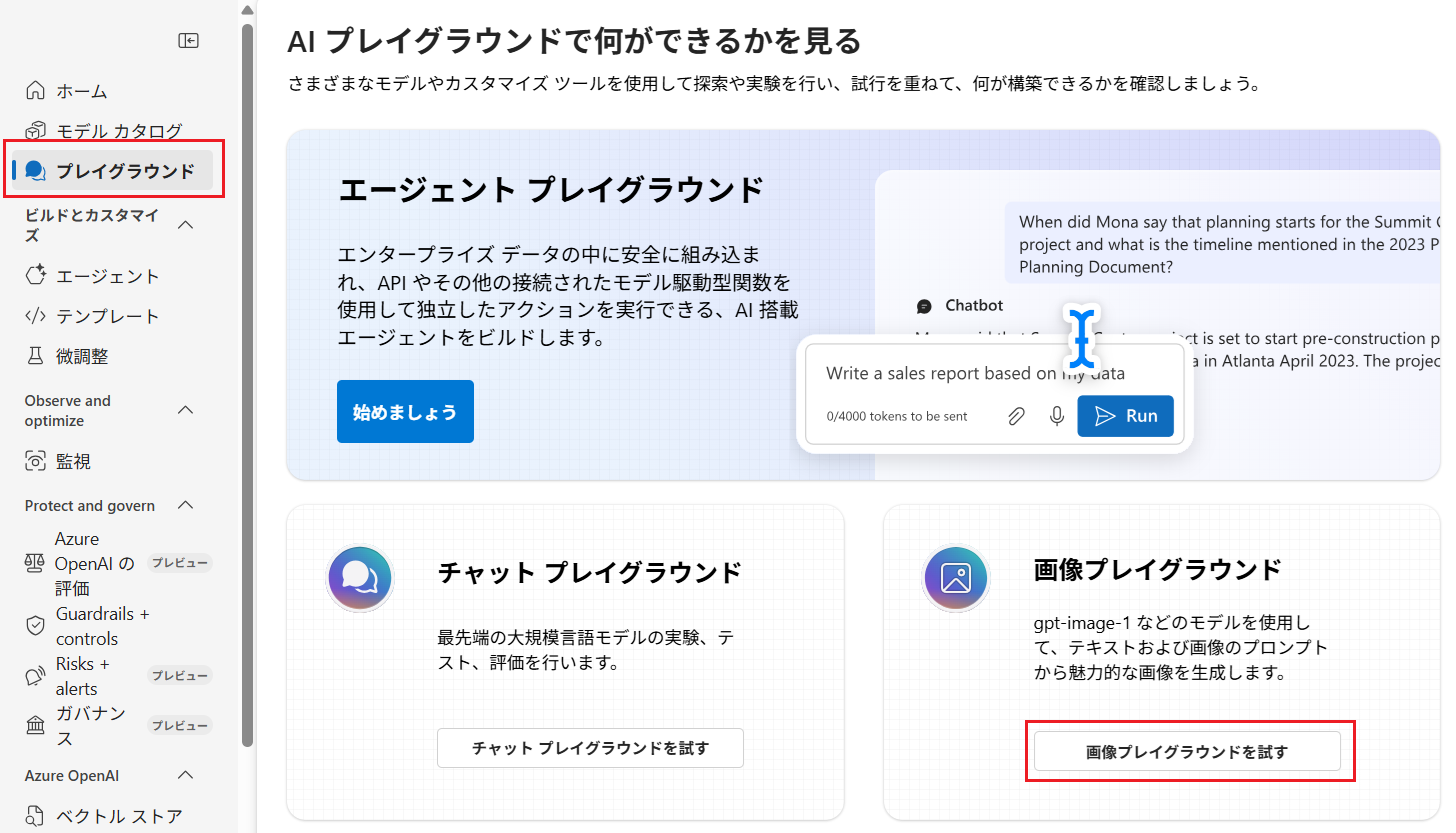 ホーム
モデル カタログ
プレイグラウンド
ビルドとカスタマイ
ズ
エージェント
テンプレート
微調整
Observe and
optimize
監視
Protect and govern
Azure
OpenAI の
評価
プレビュー
Guardrails +
controls
Risks +
alerts
プレビュー
ガバナン
ス
プレビュー
Azure OpenAI
ベクトル ストア
AI プレイグラウンドで何ができるかを見る
さまざまなモデルやカスタマイズ ツールを使用して探索や実験を行い、試行を重ねて、何が構築できるかを確認しましょう。
エージェント プレイグラウンド
エンタープライズ データの中に安全に組み込ま
れ、API やその他の接続されたモデル駆動型関数を
使用して独立したアクションを実行できる、AI 搭載
エージェントをビルドします。
始めましょう
When did Mona say that planning starts for the Summit
project and what is the timeline mentioned in the 2023 P
Planning Document?
Chatbot
is set to start pre-construction p
in Atlanta April 2023. The projec
Write a sales report based on my data
0/4000 tokens to be sent
Run
チャット プレイグラウンド
最先端の大規模言語モデルの実験、テ
スト、評価を行います。
チャット プレイグラウンドを試す
画像プレイグラウンド
gpt-image-1 などのモデルを使用し
て、テキストおよび画像のプロンプト
から魅力的な画像を生成します。
画像プレイグラウンドを試す